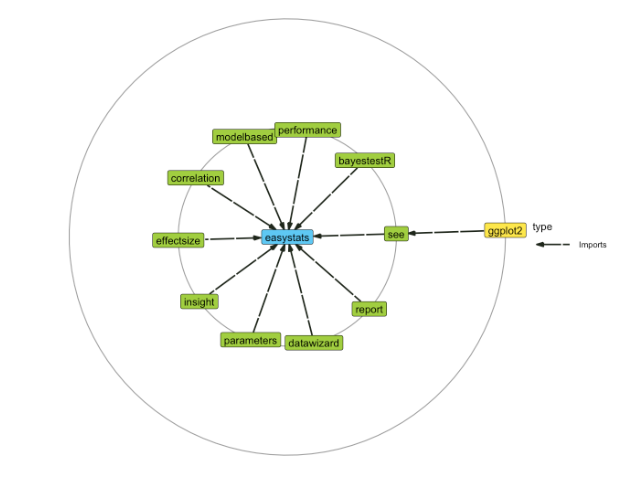 performance
modelbased
bayestestR
correlation
type
ggplot2
see
easystats
effectsize
Imports
insight
report
parameters
datawizard